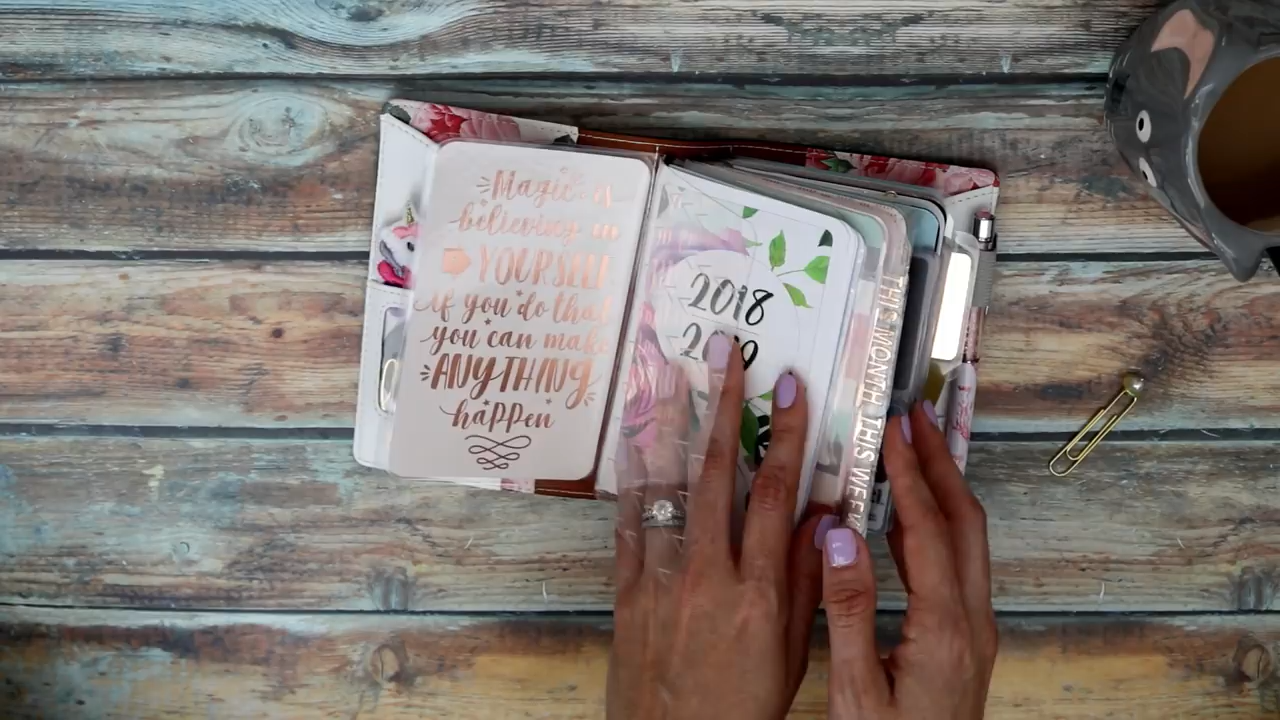 Magic is
believing in
YOURSELF
if you do that
you can make
ANYTHING
happen
2018
2019
THIS MONTH THIS WEEK